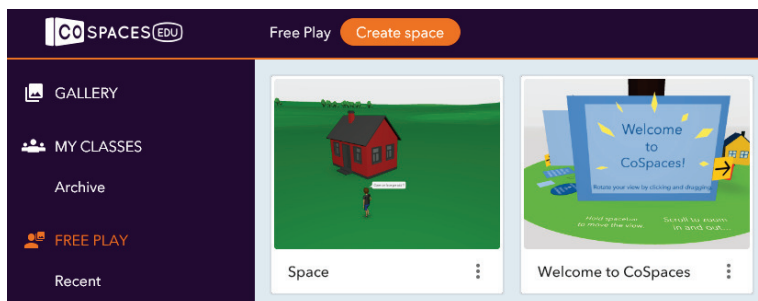 CO SPACES EDU
Free Play Create space
GALLERY
MY CLASSES
Archive
FREE PLAY
Recent
Space
Welcome
to
CoSpaces!
Rotate your view by clicking and dragging
Hold spacebar
to move the view.
Scroll to zoom
in and out...
Welcome to CoSpaces